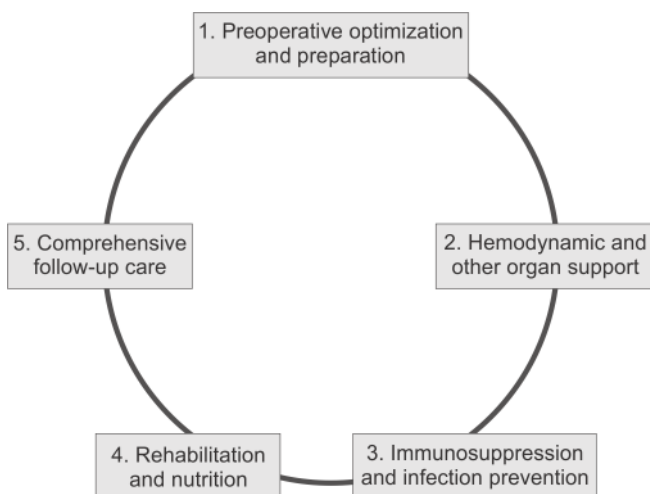 1. Preoperative optimization
and preparation
2. Hemodynamic and
other organ support
3. Immunosuppression
and infection prevention
4. Rehabilitation
and nutrition
5. Comprehensive
follow-up care